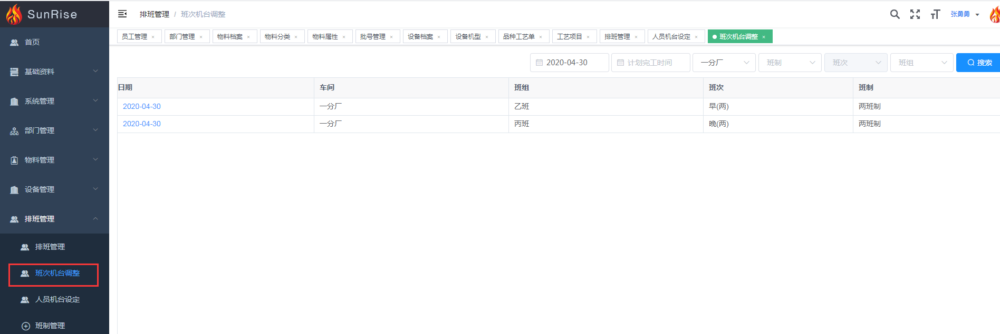 SunRise
首页
基础资料
系统管理
部门管理
物料管理
设备管理
排班管理
排班管理
班次机台调整
人员机台设定
班制管理
排班管理 / 班次机台调整
张勇勇
员工管理 × 部门管理 × 物料档案 × 物料分类 × 物料属性 × 批号管理 × 设备档案 × 设备机型 × 品种工艺单 × 工艺项目 × 排班管理 × 人员机台设定 × 班次机台调整 ×
2020-04-30 计划完工时间 一分厂 班制 班次 班组 搜索
日期 车间 班组 班次 班制
2020-04-30 一分厂 乙班 早(两) 两班制
2020-04-30 一分厂 丙班 晚(两) 两班制